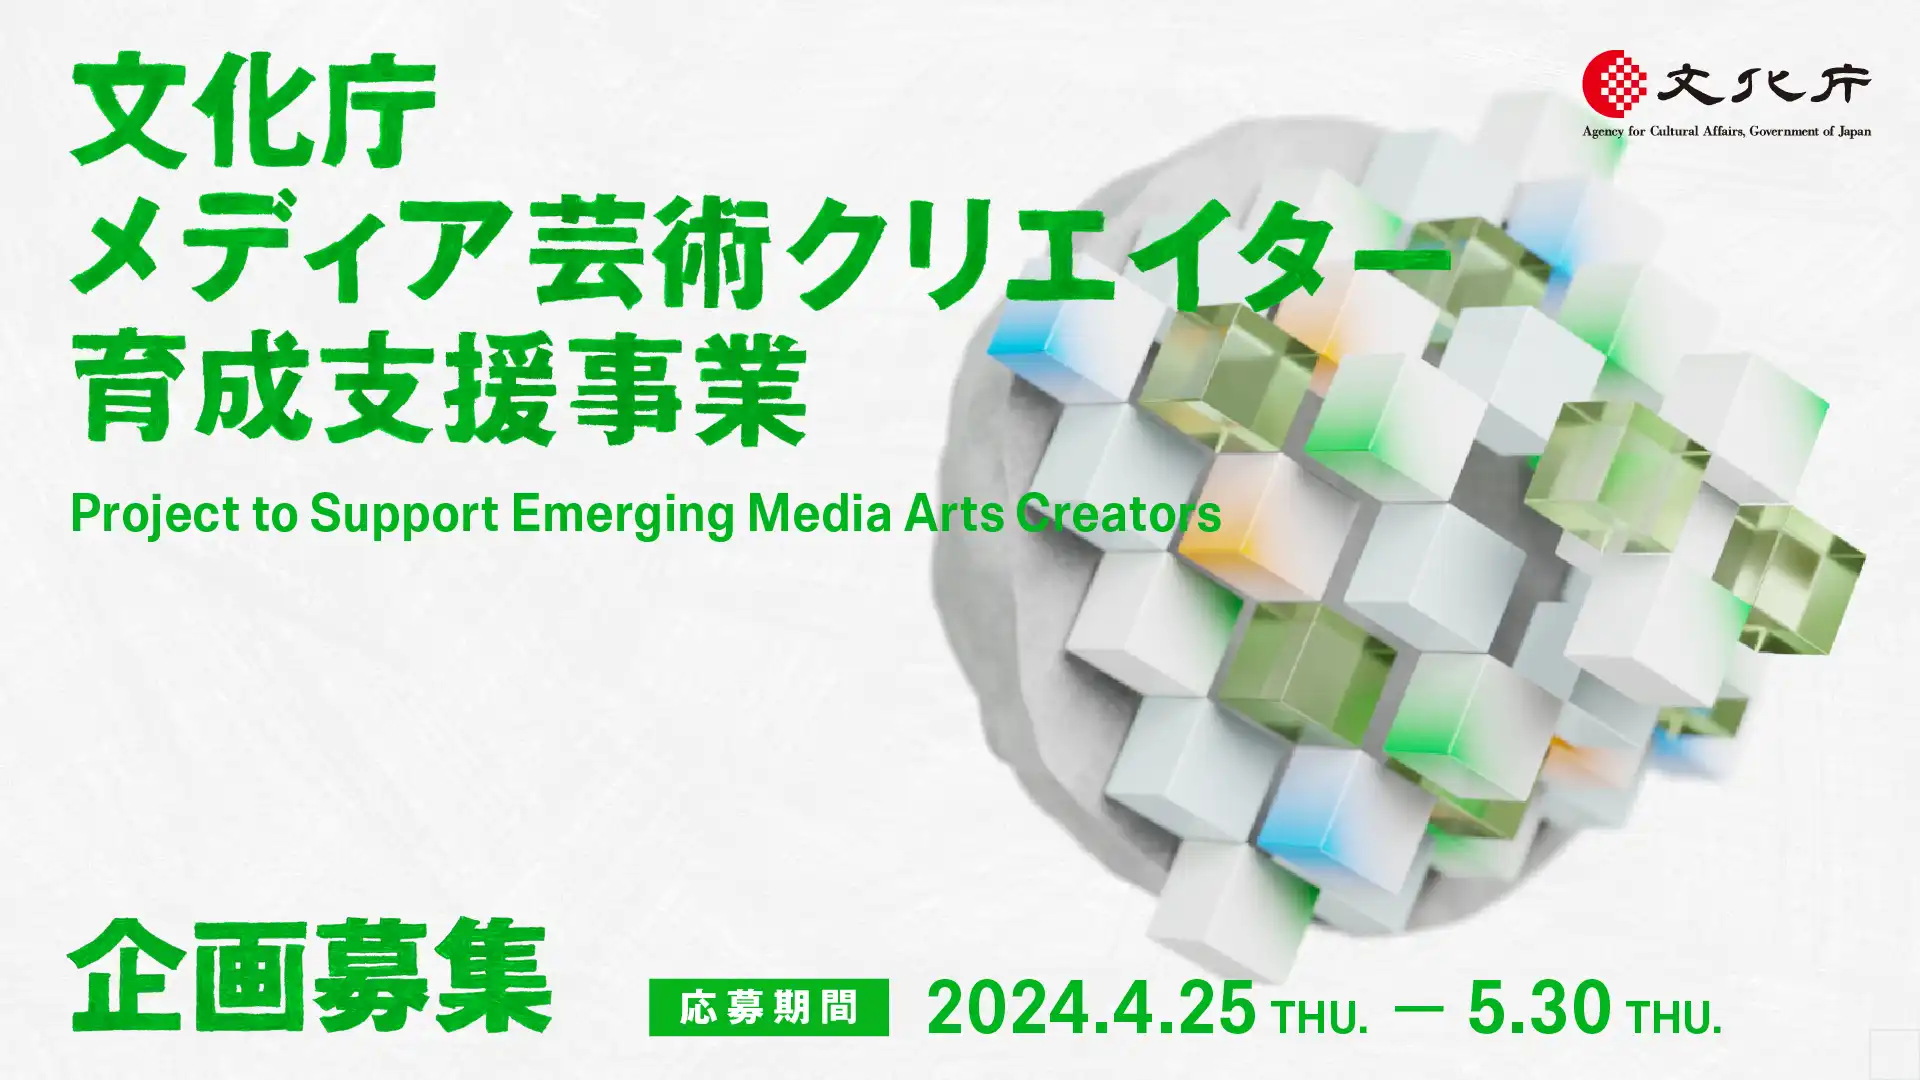 文化庁
メディア芸術クリエイター
育成支援事業
Project to Support Emerging Media Arts Creators
文化庁
Agency for Cultural Affairs, Government of Japan
企画募集
応募期間 2024.4.25 THU. — 5.30 THU.